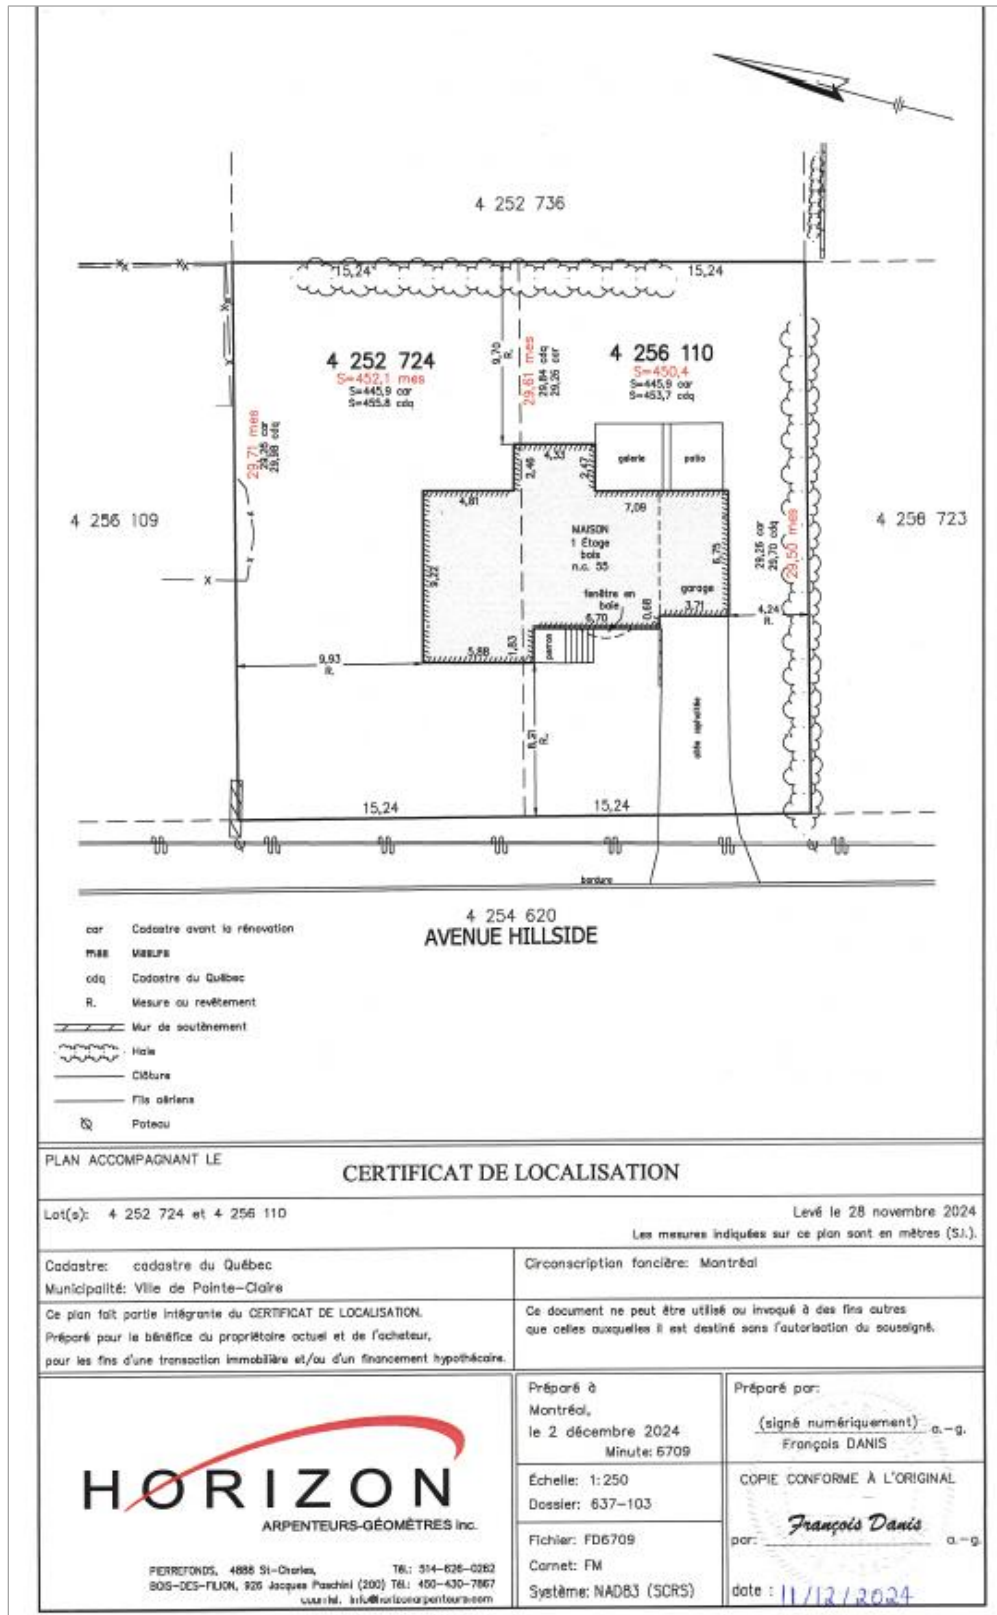 4 252 736
15,24
15,24
4 252 724
S=452,1 mes
S=445,9 car
S=455,8 cdq
9,70
R.
29,61 mes
29,84 cdq
29,26 car
4 256 110
S=450,4
S=445,9 car
S=453,7 cdq
29,71 mes
29,26 car
29,98 cdq
4 256 109
4 256 723
29,26 car
29,70 cdq
29,50 mes
4,33
2,46
2,47
galerie
patio
4,81
7,09
MAISON
1 Étage
bois
n.c. 55
9,22
6,75
fenêtre en
baie
garage
6,70
0,68
3,71
4,24
R.
5,88
1,83
perron
9,93
R.
8,21
R.
allée asphaltée
15,24
15,24
bordure
4 254 620
AVENUE HILLSIDE
car Cadastre avant la rénovation
mes Mesure
cdq Cadastre du Québec
R. Mesure au revêtement
Mur de soutènement
Haie
Clôture
Fils aériens
Poteau
PLAN ACCOMPAGNANT LE
CERTIFICAT DE LOCALISATION
Lot(s): 4 252 724 et 4 256 110
Levé le 28 novembre 2024
Les mesures indiquées sur ce plan sont en mètres (S.I.).
Cadastre: cadastre du Québec
Municipalité: Ville de Pointe-Claire
Circonscription foncière: Montréal
Ce plan fait partie intégrante du CERTIFICAT DE LOCALISATION.
Préparé pour le bénéfice du propriétaire actuel et de l'acheteur,
pour les fins d'une transaction immobilière et/ou d'un financement hypothécaire.
Ce document ne peut être utilisé ou invoqué à des fins autres
que celles auxquelles il est destiné sans l'autorisation du soussigné.
HORIZON
ARPENTEURS-GÉOMÈTRES inc.
PIERREFONDS, 4886 St-Charles, Tél.: 514-626-0262
BOIS-DES-FILION, 926 Jacques Paschini (200) Tél.: 450-430-7867
courriel. info@horizonarpenteurs.com
Préparé à
Montréal,
le 2 décembre 2024
Minute: 6709
Échelle: 1:250
Dossier: 637-103
Fichier: FD6709
Carnet: FM
Système: NAD83 (SCRS)
Préparé par:
(signé numériquement) a.-g.
François DANIS
COPIE CONFORME À L'ORIGINAL
François Danis
par: a.-g.
date : 11/12/2024